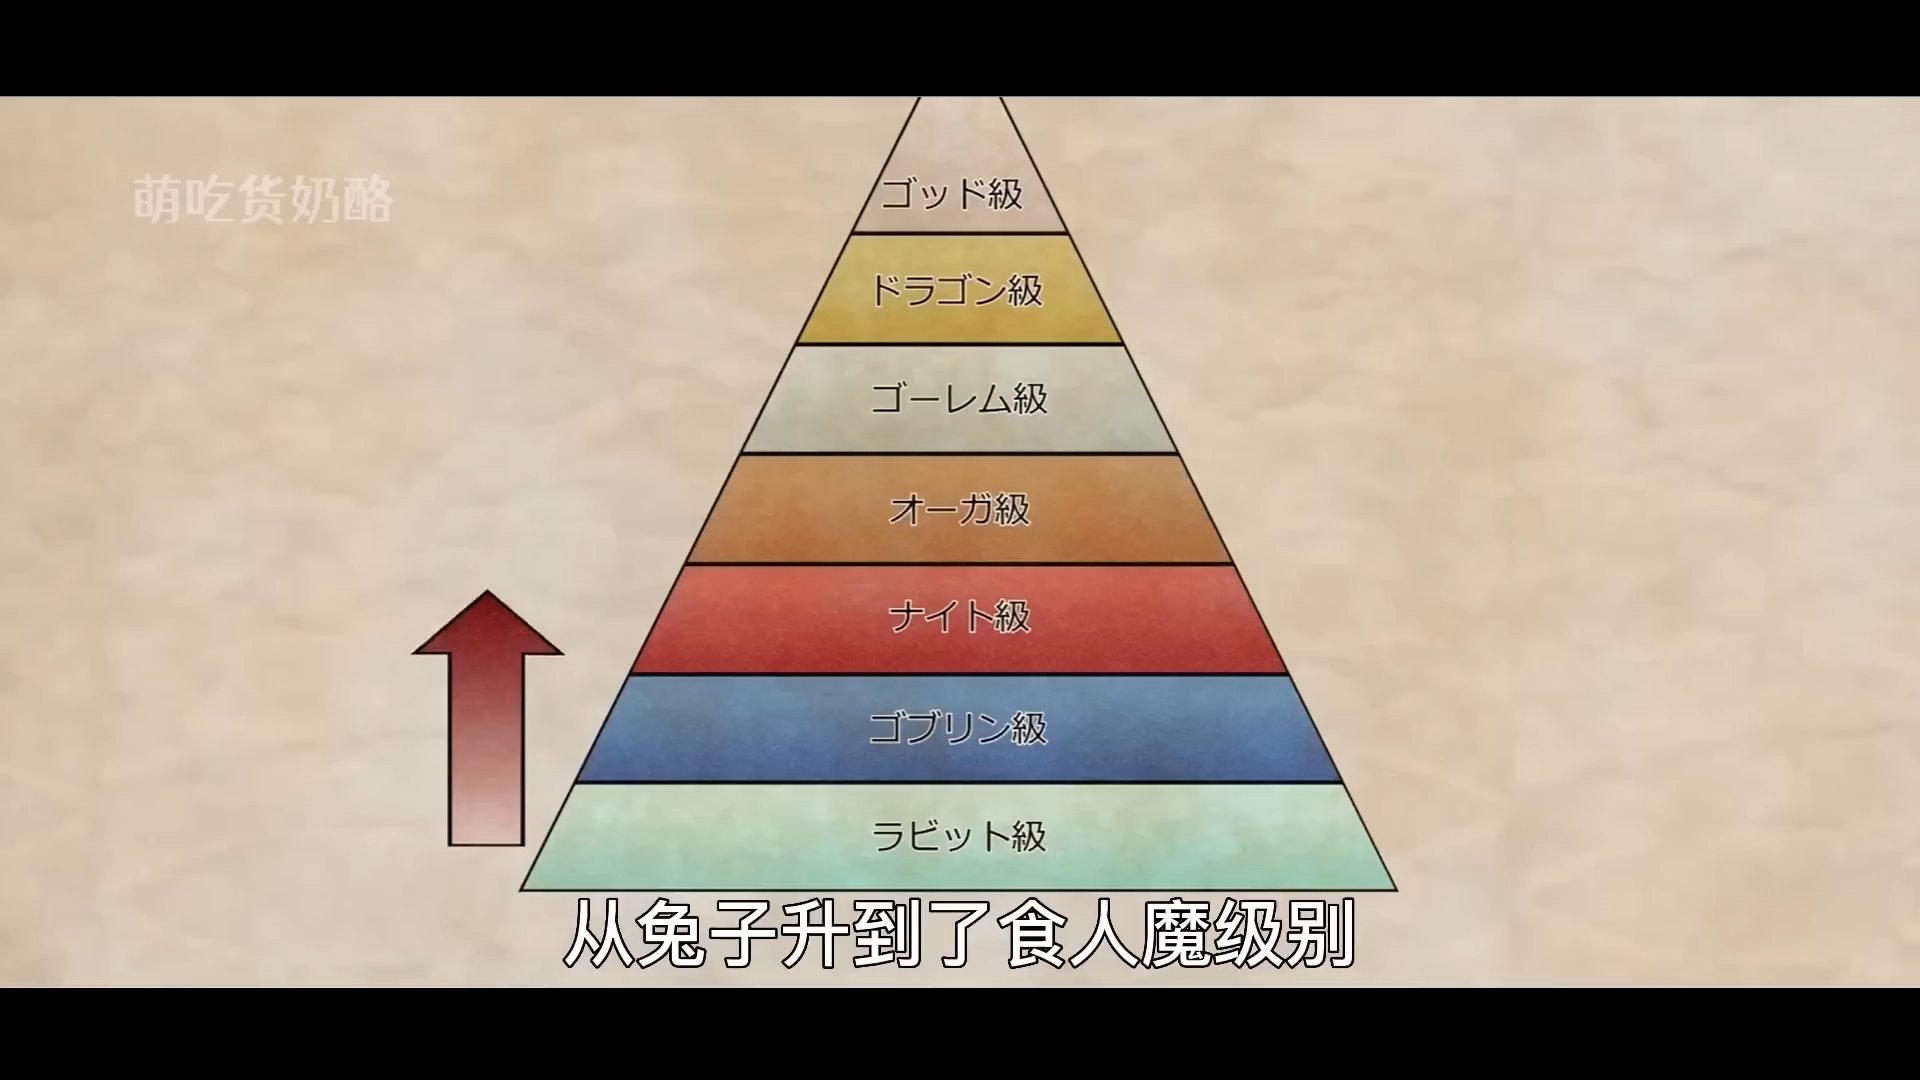 萌吃货奶酪
ゴッド級
ドラゴン級
ゴーレム級
オーガ級
ナイト級
ゴブリン級
ラビット級
从兔子升到了食人魔级别